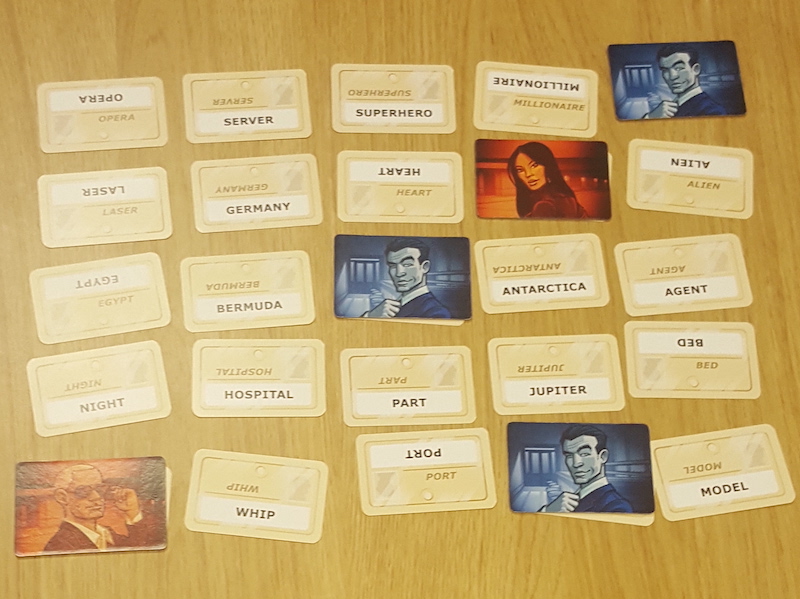 OPERA
OPERA
SERVER
SERVER
SUPERHERO
SUPERHERO
MILLIONAIRE
MILLIONAIRE
LASER
LASER
GERMANY
GERMANY
HEART
HEART
ALIEN
ALIEN
EGYPT
EGYPT
BERMUDA
BERMUDA
ANTARCTICA
ANTARCTICA
AGENT
AGENT
NIGHT
NIGHT
HOSPITAL
HOSPITAL
PART
PART
JUPITER
JUPITER
BED
BED
WHIP
WHIP
PORT
PORT
MODEL
MODEL